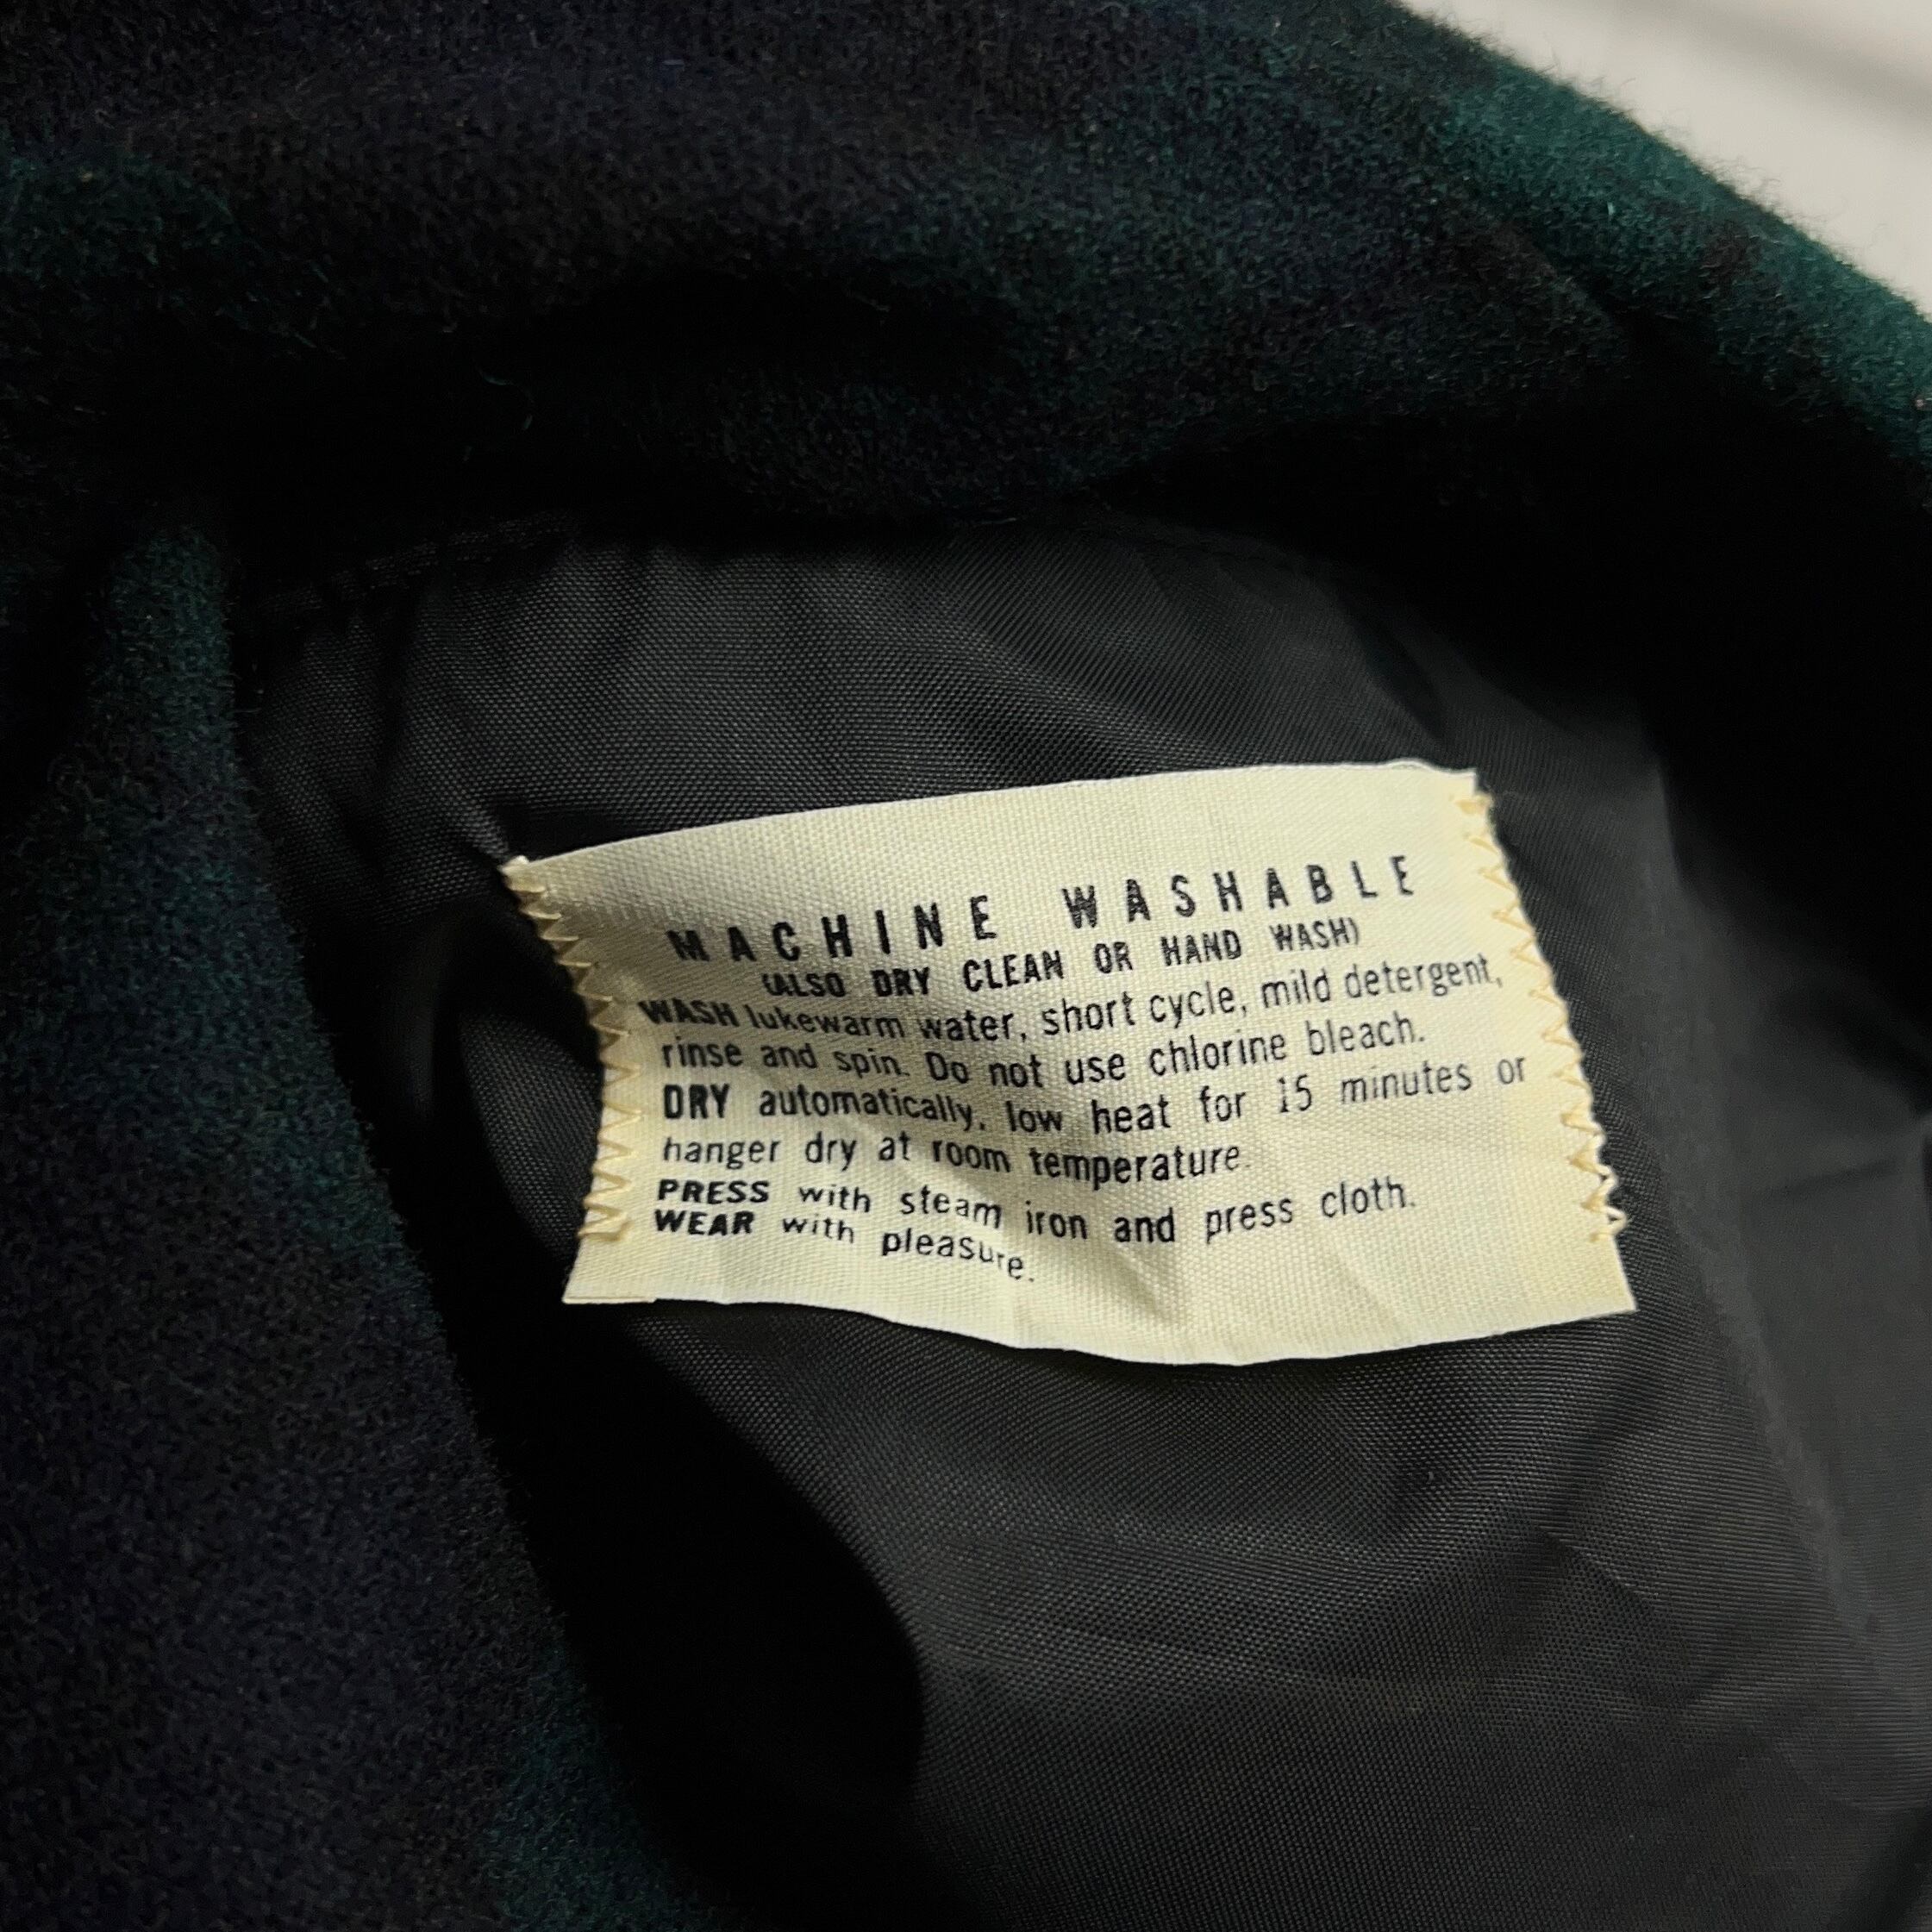 MACHINE WASHABLE
(ALSO DRY CLEAN OR HAND WASH)
WASH lukewarm water, short cycle, mild detergent,
rinse and spin. Do not use chlorine bleach.
DRY automatically, low heat for 15 minutes or
hanger dry at room temperature.
PRESS with steam iron and press cloth.
WEAR with pleasure.